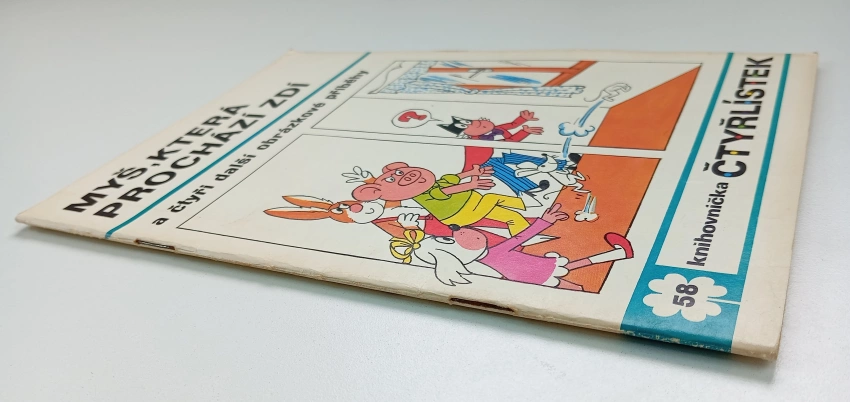 MYŠ, KTERÁ
PROCHÁZÍ ZDÍ
a čtyři další obrázkové příběhy
?
58
knihovnička
ČTYŘLÍSTEK